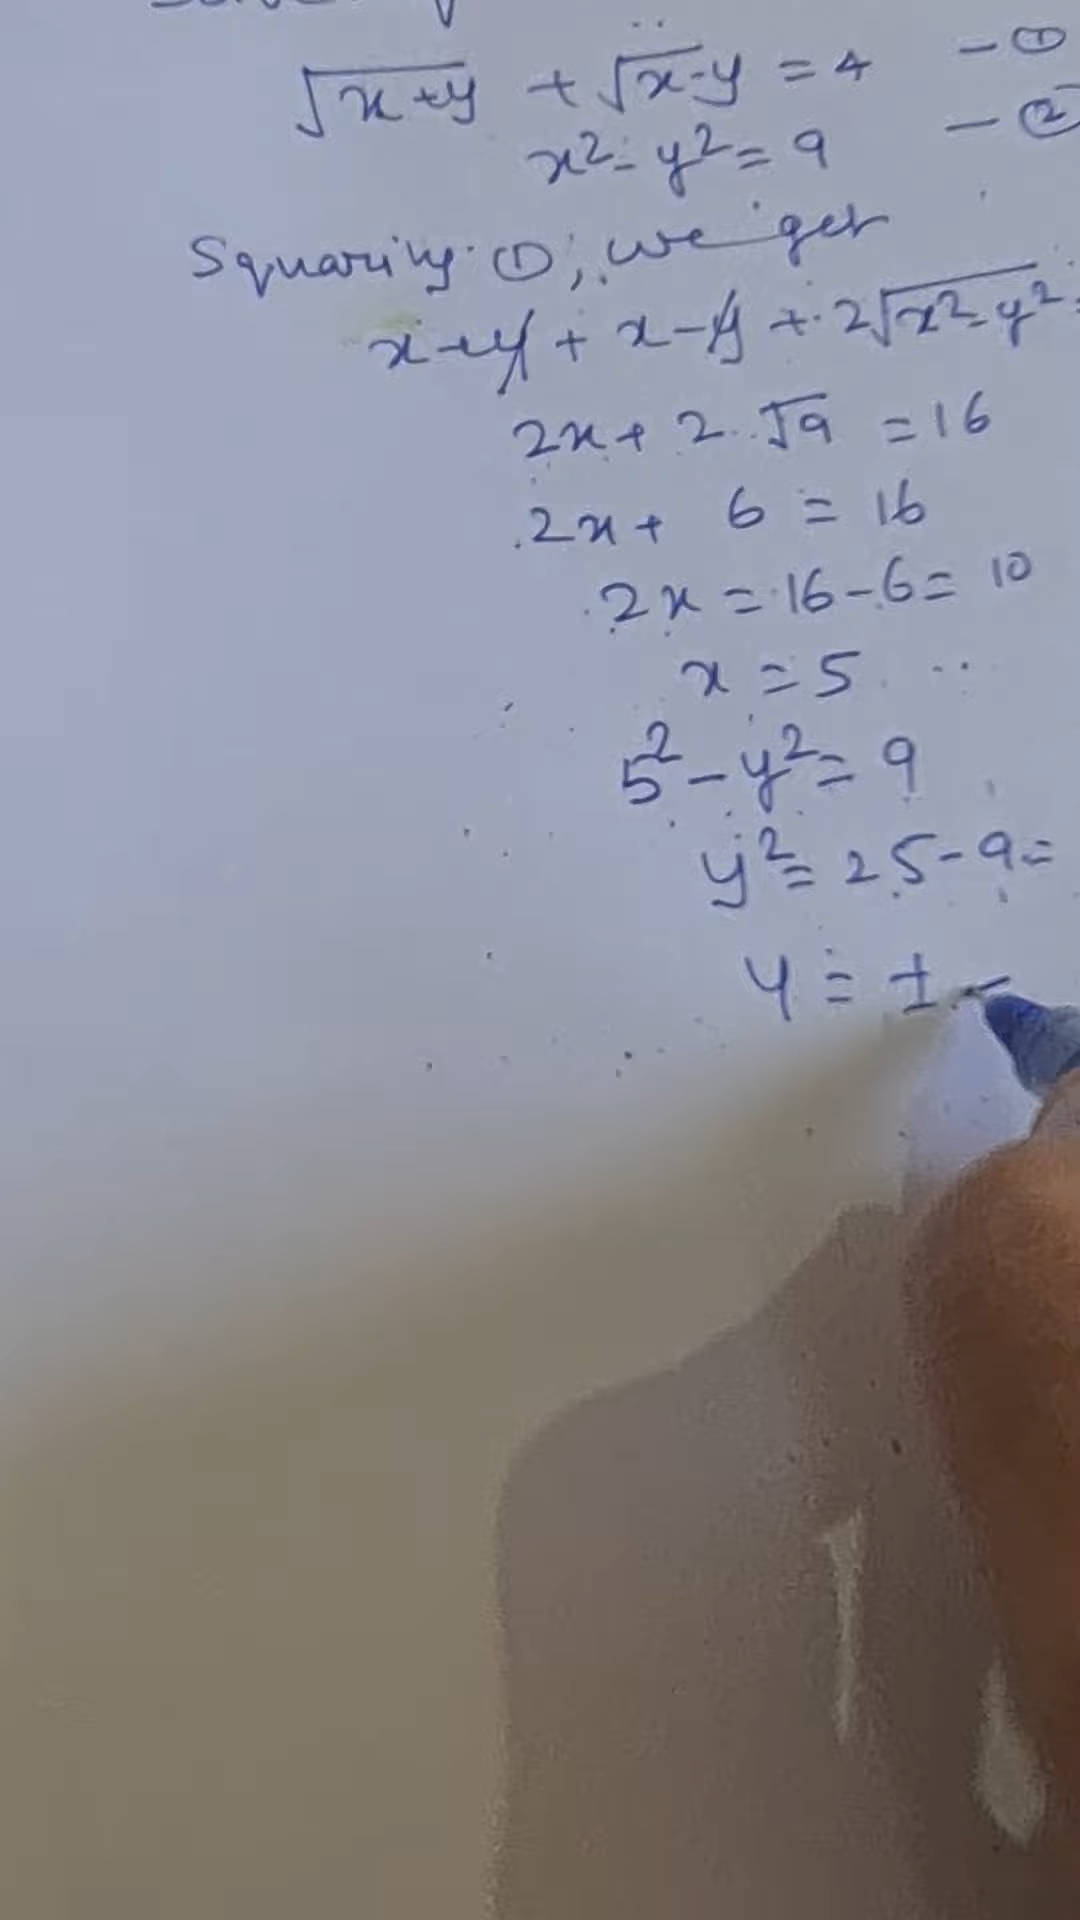 √(x+y) + √(x-y) = 4 - ①
x² - y² = 9 - ②
Squaring ①, we get
x+y + x-y + 2√(x²-y²) =
2x + 2.√9 = 16
2x + 6 = 16
2x = 16-6 = 10
x = 5
5² - y² = 9
y² = 25-9 =
y = ±